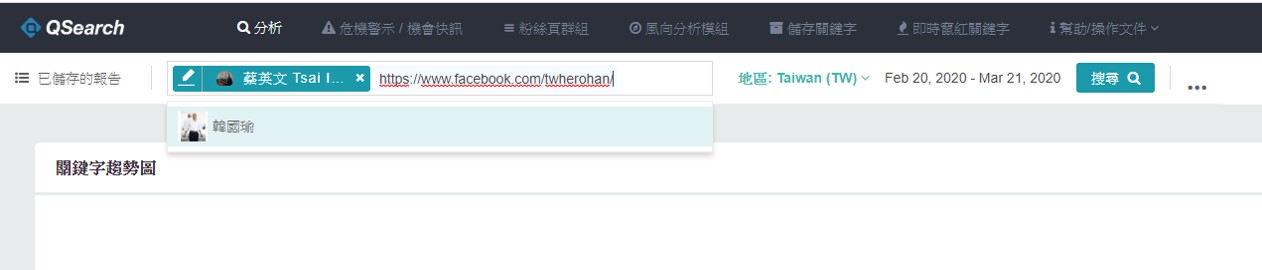 QSearch
分析
危機警示 / 機會快訊
粉絲頁群組
風向分析模組
儲存關鍵字
即時竄紅關鍵字
幫助/操作文件
已儲存的報告
蔡英文 Tsai I...
https://www.facebook.com/twherohan/
地區: Taiwan (TW)
Feb 20, 2020 - Mar 21, 2020
搜尋
韓國瑜
關鍵字趨勢圖